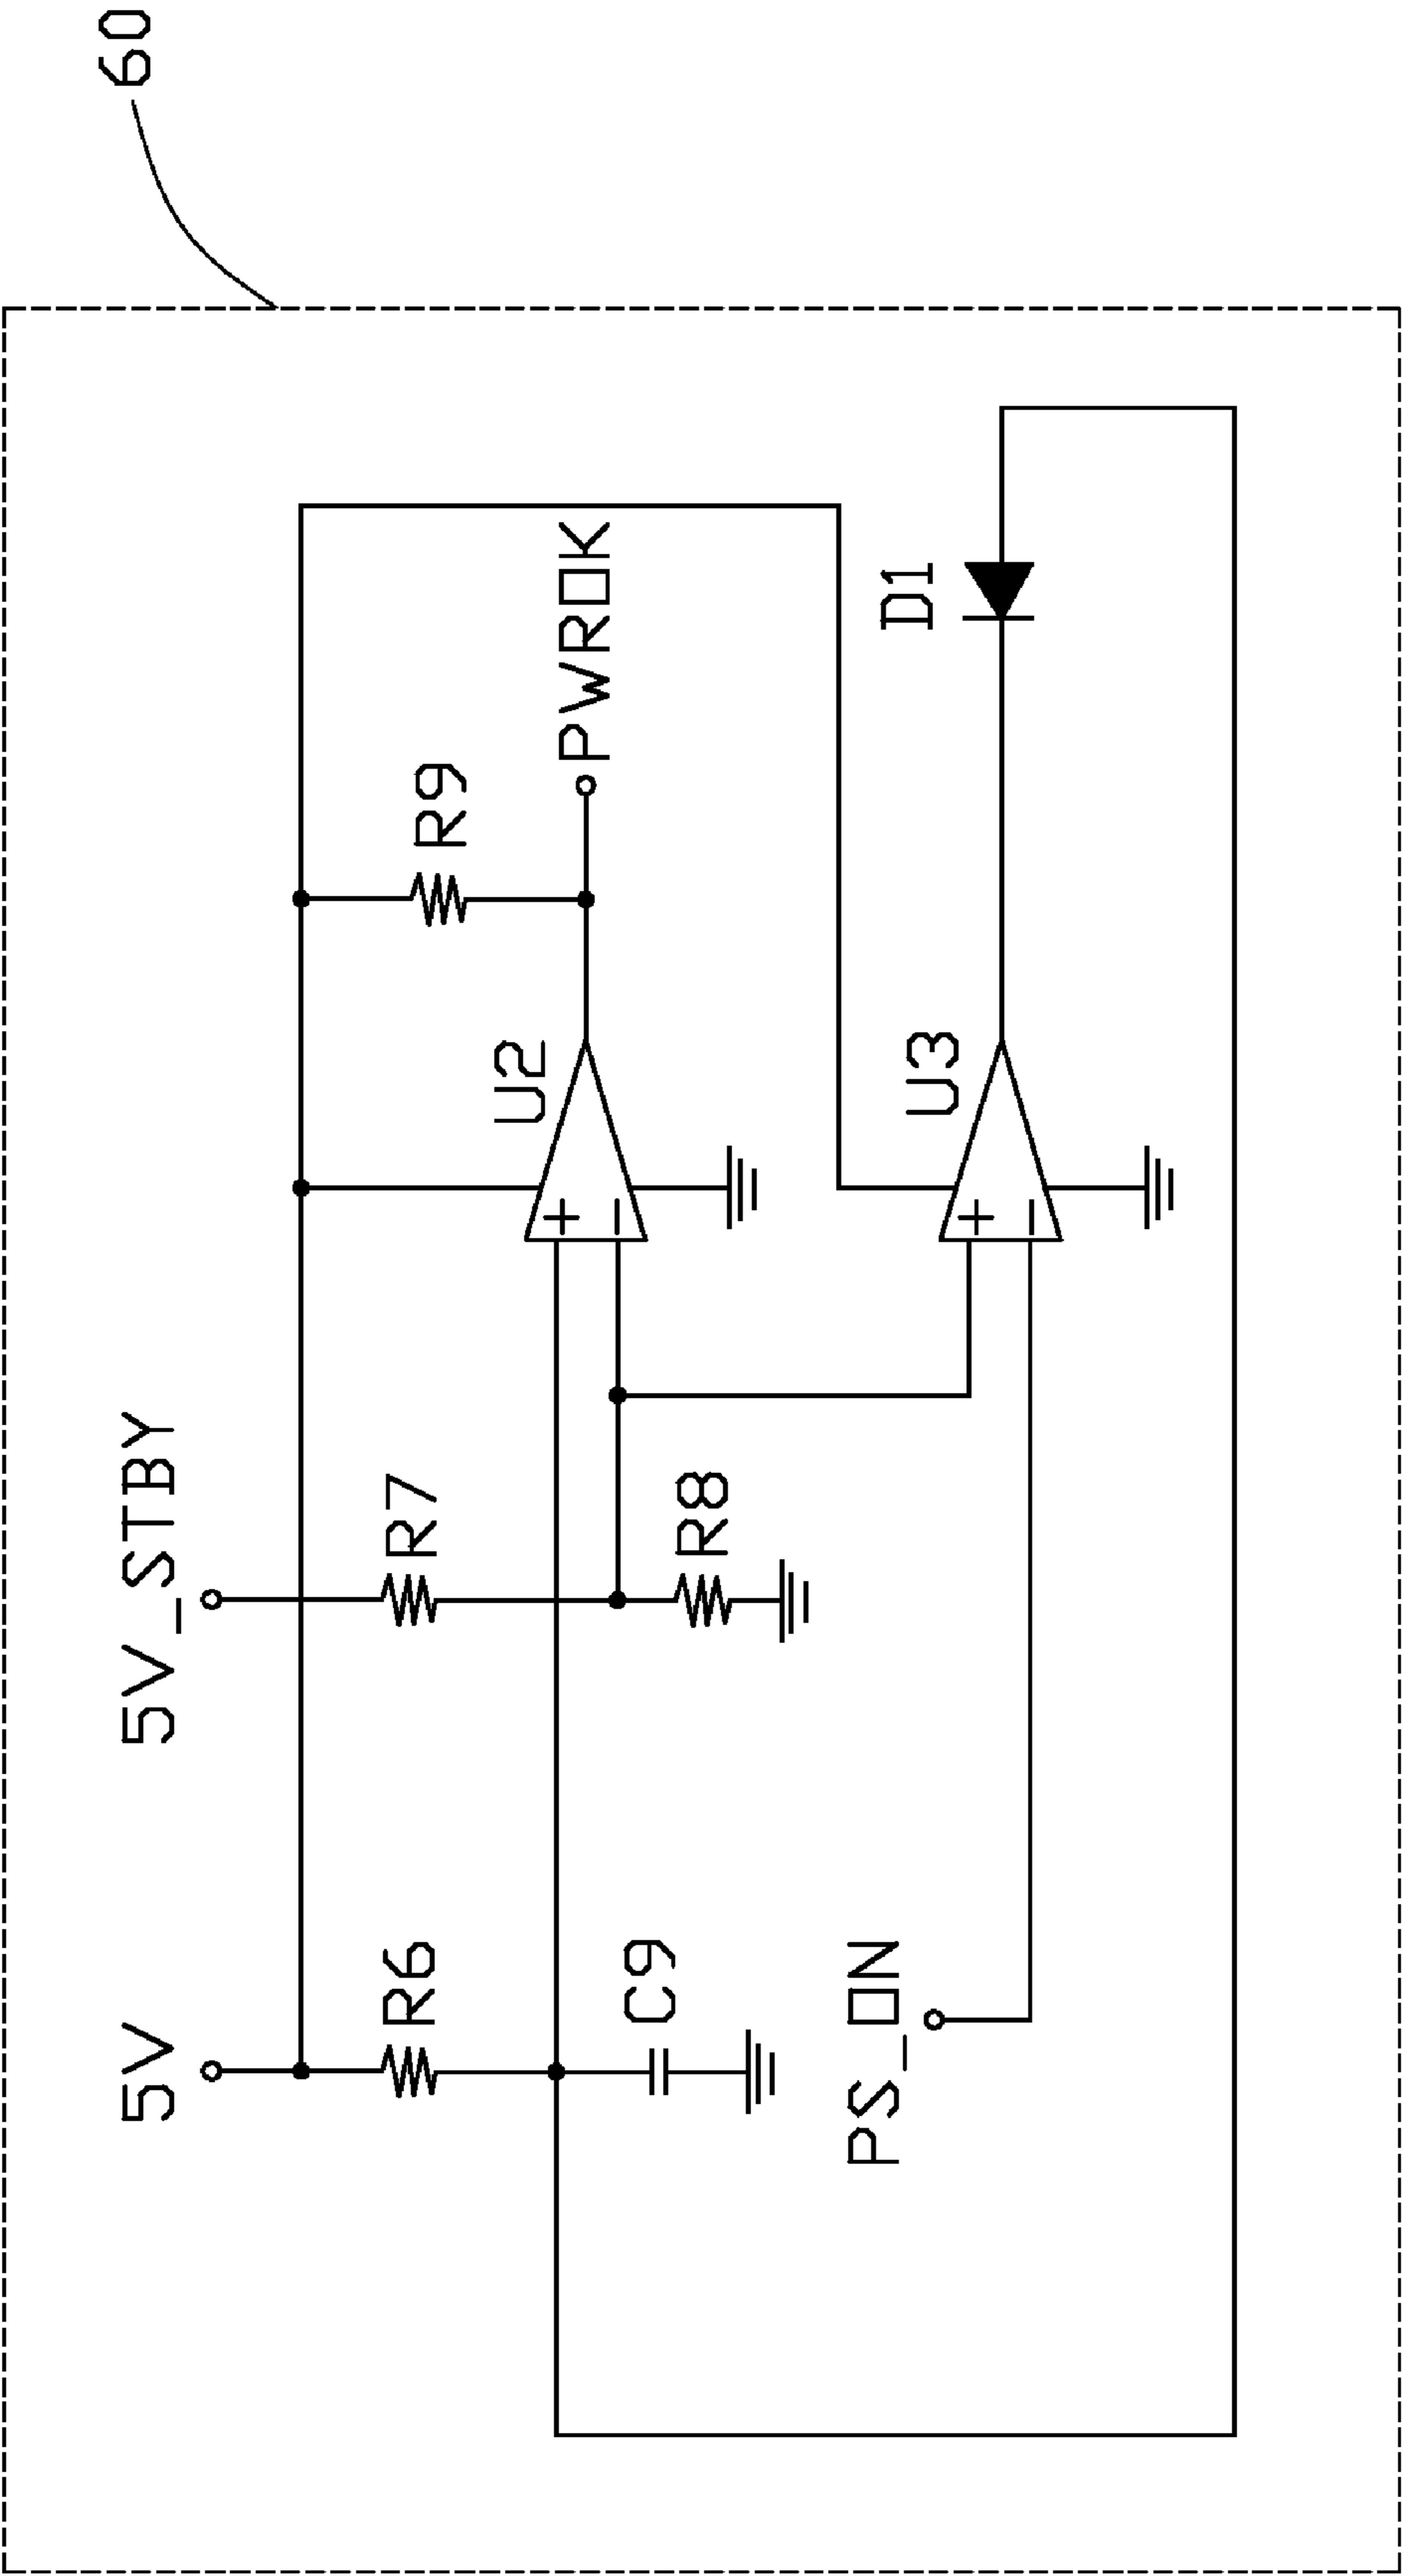 60
5V
5V_STBY
R6
R7
R9
U2
PWROK
C9
R8
+
−
PS_ON
U3
D1
+
−